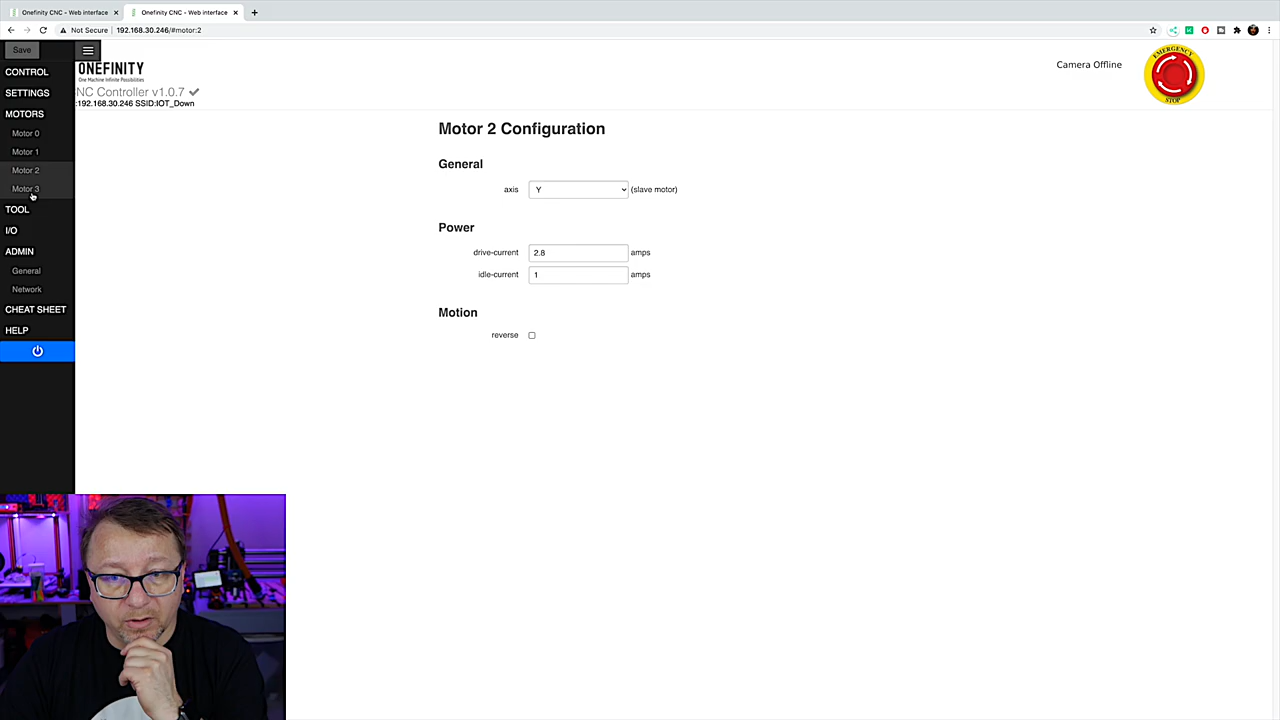 Onefinity CNC - Web interface
Onefinity CNC - Web interface
Not Secure 192.168.30.246/#motor:2
Save
CONTROL
SETTINGS
MOTORS
Motor 0
Motor 1
Motor 2
Motor 3
TOOL
I/O
ADMIN
General
Network
CHEAT SHEET
HELP
ONEFINITY
One Machine Infinite Possibilities
NC Controller v1.0.7
:192.168.30.246 SSID:IOT_Down
Camera Offline
EMERGENCY
STOP
Motor 2 Configuration
General
axis Y (slave motor)
Power
drive-current 2.8 amps
idle-current 1 amps
Motion
reverse